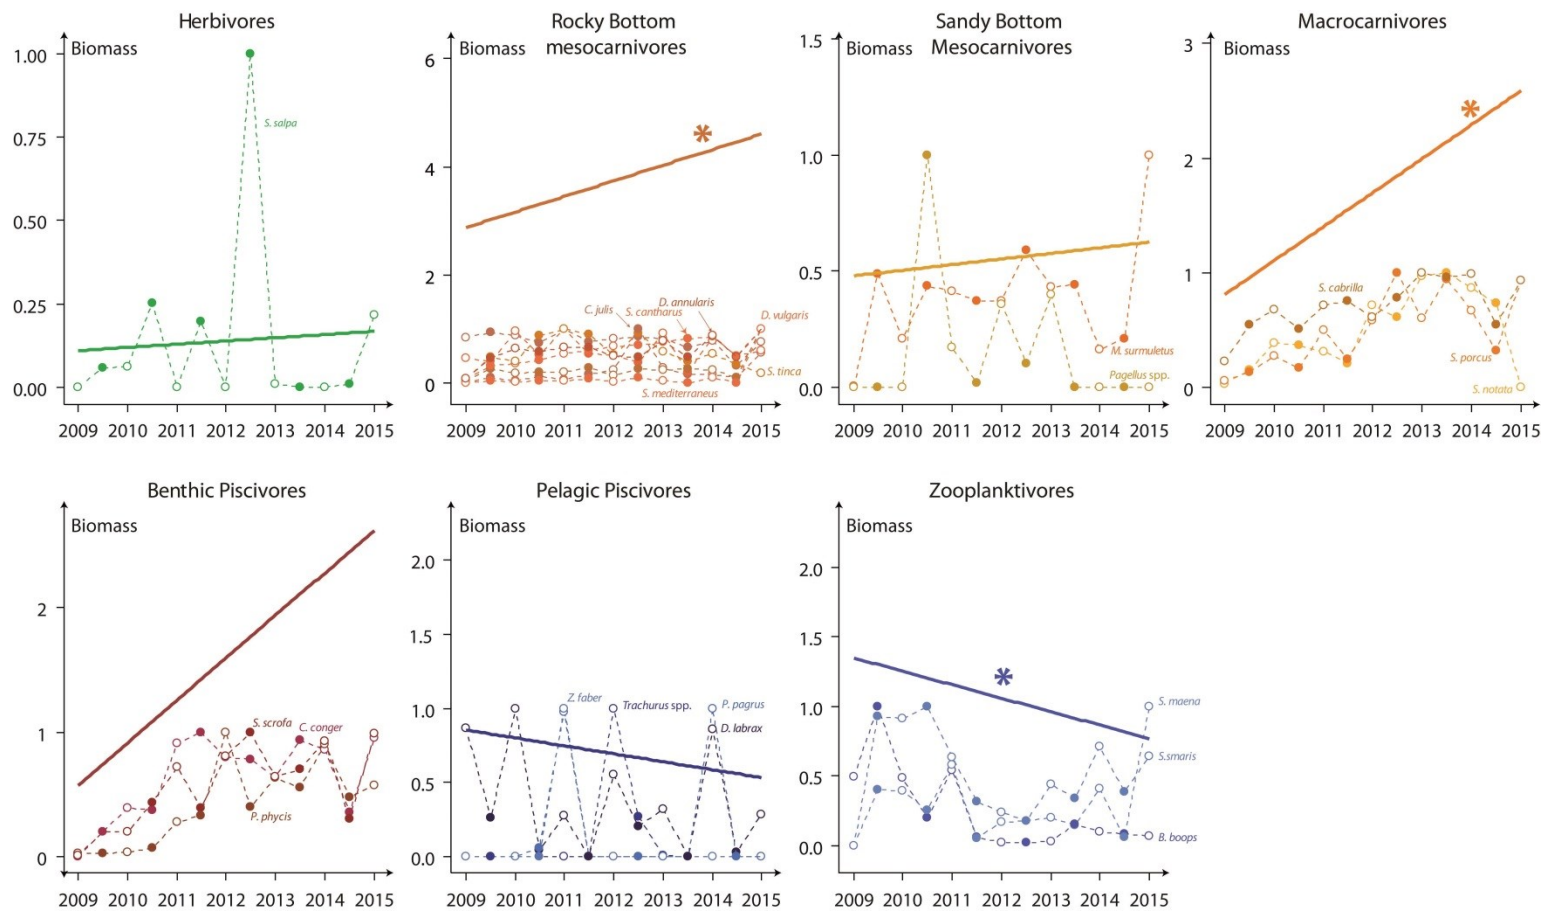 Herbivores
Biomass
1.00
0.75
0.50
0.25
0.00
S. salpa
2009 2010 2011 2012 2013 2014 2015
Rocky Bottom
mesocarnivores
Biomass
6
4
2
0
*
C. julis
S. cantharus
D. annularis
D. vulgaris
S. tinca
S. mediterraneus
2009 2010 2011 2012 2013 2014 2015
Sandy Bottom
Mesocarnivores
Biomass
1.5
1.0
0.5
0.0
M. surmuletus
Pagellus spp.
2009 2010 2011 2012 2013 2014 2015
Macrocarnivores
Biomass
3
2
1
0
*
S. cabrilla
S. porcus
S. notata
2009 2010 2011 2012 2013 2014 2015
Benthic Piscivores
Biomass
2
1
0
S. scrofa
C. conger
P. phycis
2009 2010 2011 2012 2013 2014 2015
Pelagic Piscivores
Biomass
2.0
1.5
1.0
0.5
0.0
Z. faber
Trachurus spp.
P. pagrus
D. labrax
2009 2010 2011 2012 2013 2014 2015
Zooplanktivores
Biomass
2.0
1.5
1.0
0.5
0.0
*
S. maena
S.smaris
B. boops
2009 2010 2011 2012 2013 2014 2015